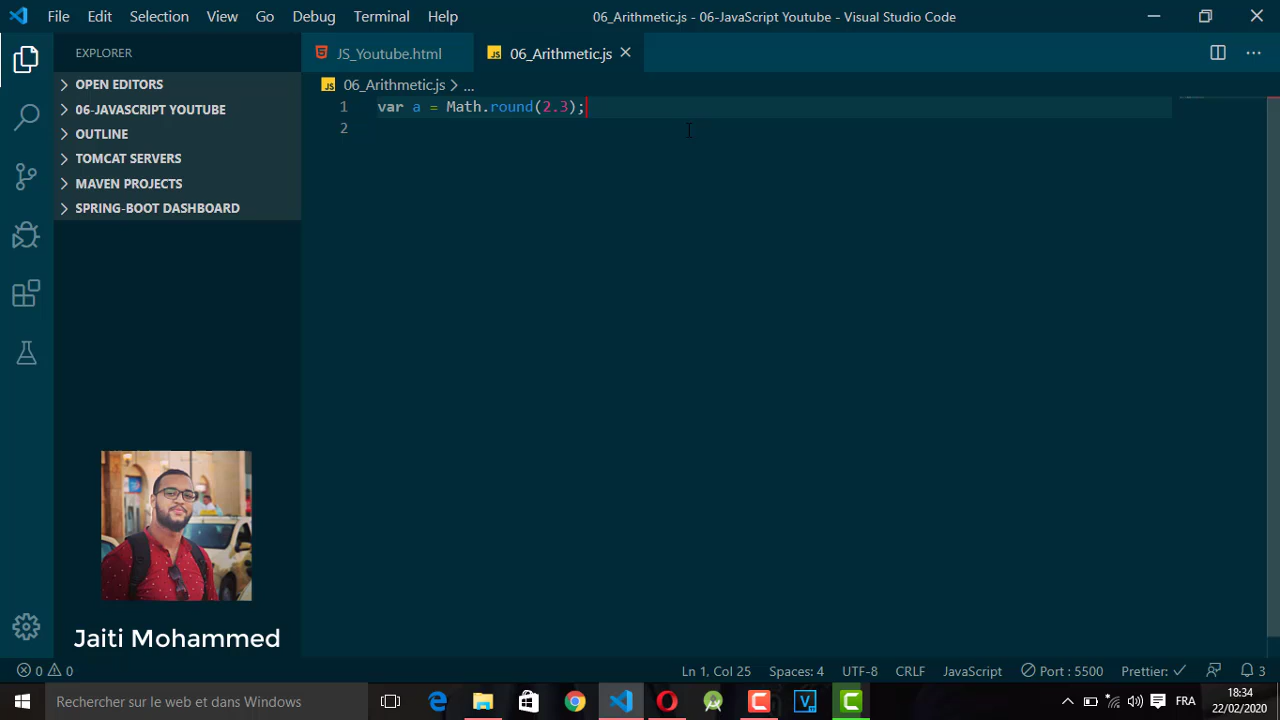 File Edit Selection View Go Debug Terminal Help
06_Arithmetic.js - 06-JavaScript Youtube - Visual Studio Code
EXPLORER
OPEN EDITORS
06-JAVASCRIPT YOUTUBE
OUTLINE
TOMCAT SERVERS
MAVEN PROJECTS
SPRING-BOOT DASHBOARD
JS_Youtube.html
JS 06_Arithmetic.js
JS 06_Arithmetic.js > ...
1 var a = Math.round(2.3);
2
Jaiti Mohammed
0 0
Ln 1, Col 25 Spaces: 4 UTF-8 CRLF JavaScript Port : 5500 Prettier: 3
Rechercher sur le web et dans Windows
FRA
18:34
22/02/2020